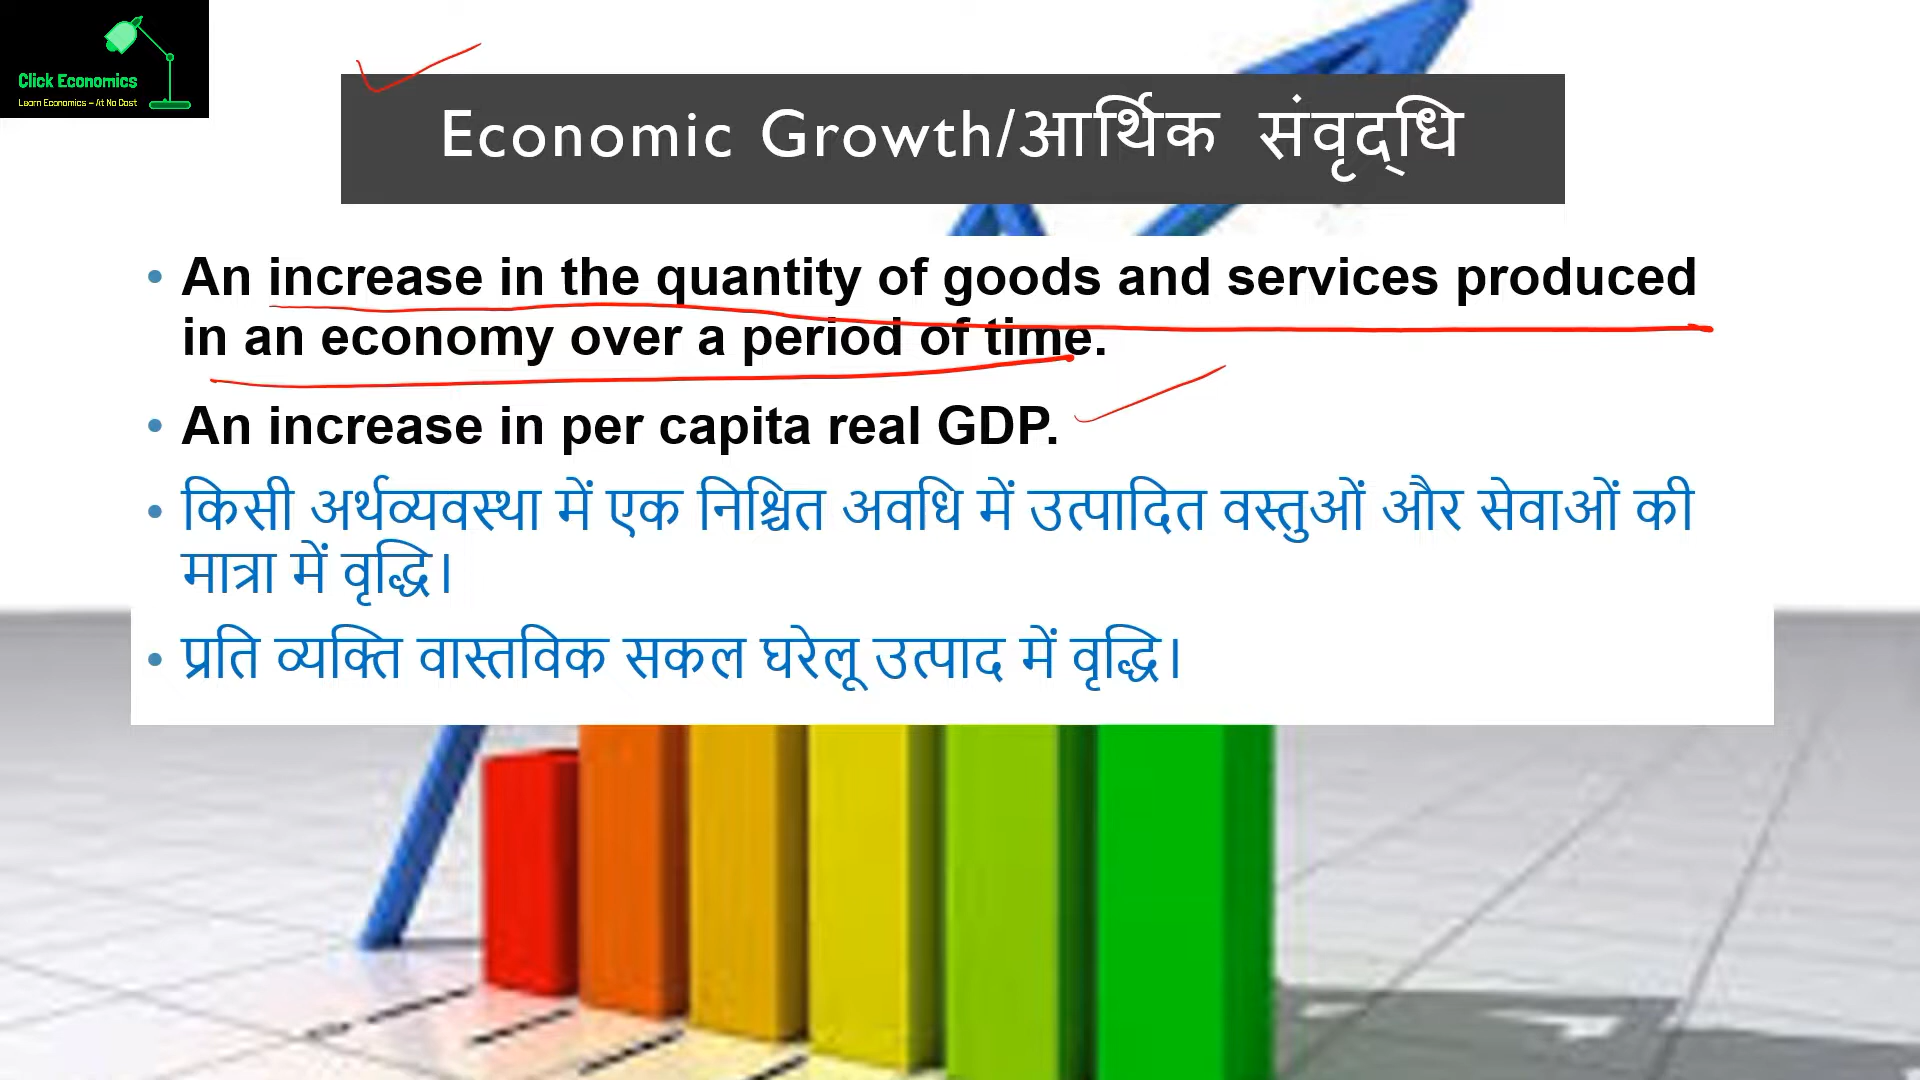 Click Economics
Learn Economics – At No Cost
Economic Growth/आर्थिक संवृद्धि
• An increase in the quantity of goods and services produced
in an economy over a period of time.
• An increase in per capita real GDP.
• किसी अर्थव्यवस्था में एक निश्चित अवधि में उत्पादित वस्तुओं और सेवाओं की
मात्रा में वृद्धि।
• प्रति व्यक्ति वास्तविक सकल घरेलू उत्पाद में वृद्धि।